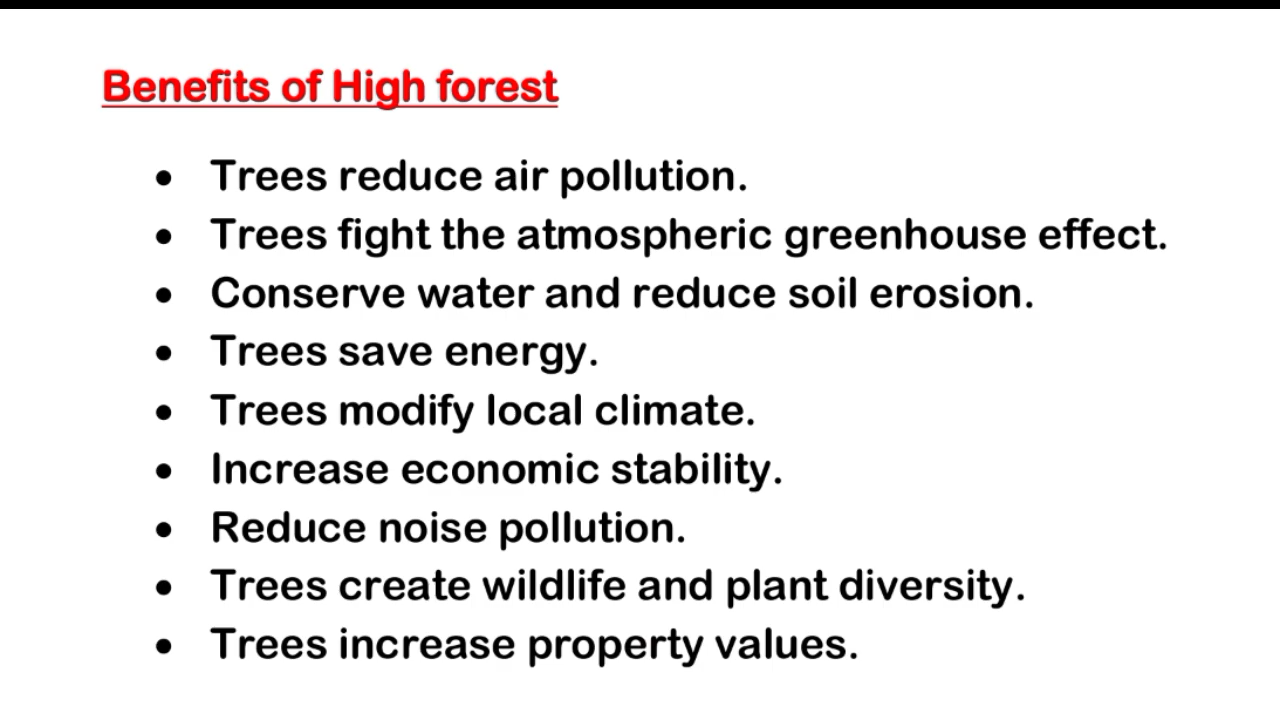 Benefits of High forest
• Trees reduce air pollution.
• Trees fight the atmospheric greenhouse effect.
• Conserve water and reduce soil erosion.
• Trees save energy.
• Trees modify local climate.
• Increase economic stability.
• Reduce noise pollution.
• Trees create wildlife and plant diversity.
• Trees increase property values.